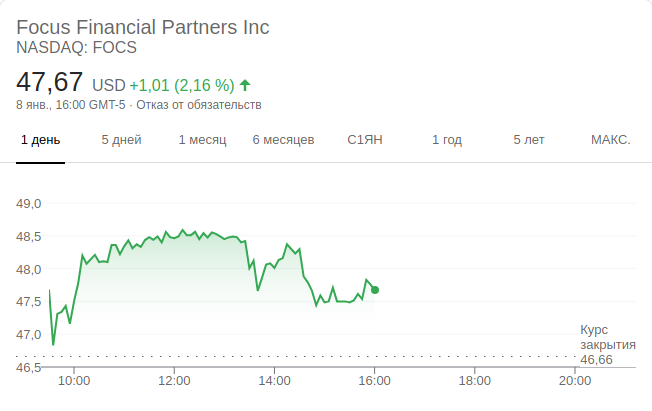 Focus Financial Partners Inc
NASDAQ: FOCS
47,67 USD +1,01 (2,16 %)
8 янв., 16:00 GMT-5 · Отказ от обязательств
1 день 5 дней 1 месяц 6 месяцев С1ЯН 1 год 5 лет МАКС.
49,0
48,5
48,0
47,5
47,0
Курс
закрытия
46,66
46,5
10:00 12:00 14:00 16:00 18:00 20:00